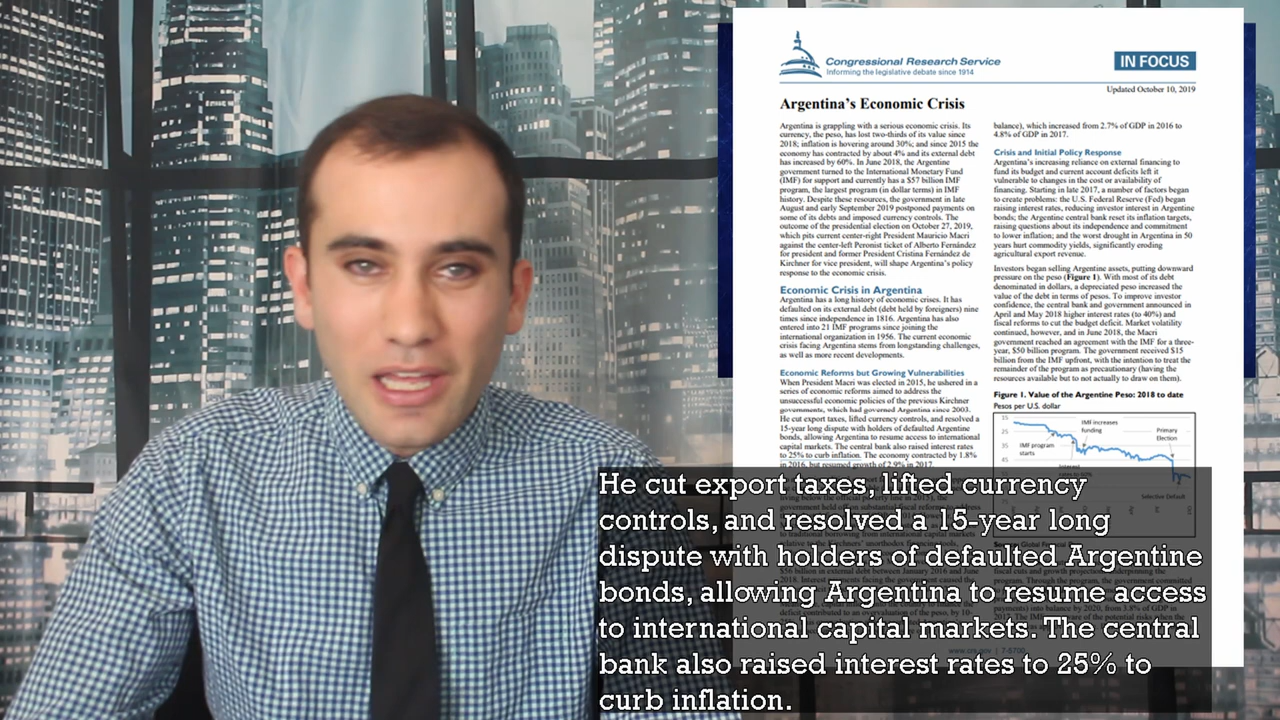 Congressional Research Service
Informing the legislative debate since 1914
IN FOCUS
Updated October 10, 2019
Argentina's Economic Crisis
Argentina is grappling with a serious economic crisis. Its
currency, the peso, has lost two-thirds of its value since
2018; inflation is hovering around 30%; and since 2015 the
economy has contracted by about 4% and its external debt
has increased by 60%. In June 2018, the Argentine
government turned to the International Monetary Fund
(IMF) for support and currently has a $57 billion IMF
program, the largest program (in dollar terms) in IMF
history. Despite these resources, the government in late
August and early September 2019 postponed payments on
some of its debts and imposed currency controls. The
outcome of the presidential election on October 27, 2019,
which pits current center-right President Mauricio Macri
against the center-left Peronist ticket of Alberto Fernández
for president and former President Cristina Fernández de
Kirchner for vice president, will shape Argentina's policy
response to the economic crisis.
Economic Crisis in Argentina
Argentina has a long history of economic crises. It has
defaulted on its external debt (debt held by foreigners) nine
times since independence in 1816. Argentina has also
entered into 21 IMF programs since joining the
international organization in 1956. The current economic
crisis facing Argentina stems from longstanding challenges,
as well as more recent developments.
Economic Reforms but Growing Vulnerabilities
When President Macri was elected in 2015, he ushered in a
series of economic reforms aimed to address the
unsuccessful economic policies of the previous Kirchner
governments, which had governed Argentina since 2003.
He cut export taxes, lifted currency controls, and resolved a
15-year long dispute with holders of defaulted Argentine
bonds, allowing Argentina to resume access to international
capital markets. The central bank also raised interest rates
to 25% to curb inflation. The economy contracted by 1.8%
in 2016, but resumed growth of 2.9% in 2017.
balance), which increased from 2.7% of GDP in 2016 to
4.8% of GDP in 2017.
Crisis and Initial Policy Response
Argentina's increasing reliance on external financing to
fund its budget and current account deficits left it
vulnerable to changes in the cost or availability of
financing. Starting in late 2017, a number of factors began
to create problems: the U.S. Federal Reserve (Fed) began
raising interest rates, reducing investor interest in Argentine
bonds; the Argentine central bank reset its inflation targets,
raising questions about its independence and commitment
to lower inflation; and the worst drought in Argentina in 50
years hurt commodity yields, significantly eroding
agricultural export revenue.
Investors began selling Argentine assets, putting downward
pressure on the peso (Figure 1). With most of its debt
denominated in dollars, a depreciated peso increased the
value of the debt in terms of pesos. To improve investor
confidence, the central bank and government announced in
April and May 2018 higher interest rates (to 40%) and
fiscal reforms to cut the budget deficit. Market volatility
continued, however, and in June 2018, the Macri
government reached an agreement with the IMF for a three-
year, $50 billion program. The government received $15
billion from the IMF upfront, with the intention to treat the
remainder of the program as precautionary (having the
resources available but to not actually to draw on them).
Figure 1. Value of the Argentine Peso: 2018 to date
Pesos per U.S. dollar
15
25
35
45
IMF program
starts
IMF increases
funding
Primary
Election
Interest
Selective Default
He cut export taxes, lifted currency
controls, and resolved a 15-year long
dispute with holders of defaulted Argentine
bonds, allowing Argentina to resume access
to international capital markets. The central
bank also raised interest rates to 25% to
curb inflation.